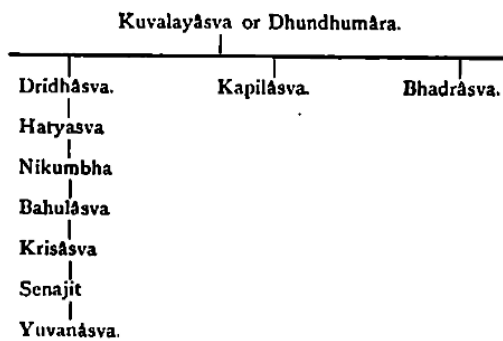 Kuvalayâsva or Dhundhumâra.
Dridhâsva. Kapilâsva. Bhadrâsva.
Haryasva
Nikumbha
Bahulâsva
Krisâsva
Senajit
Yuvanâsva.